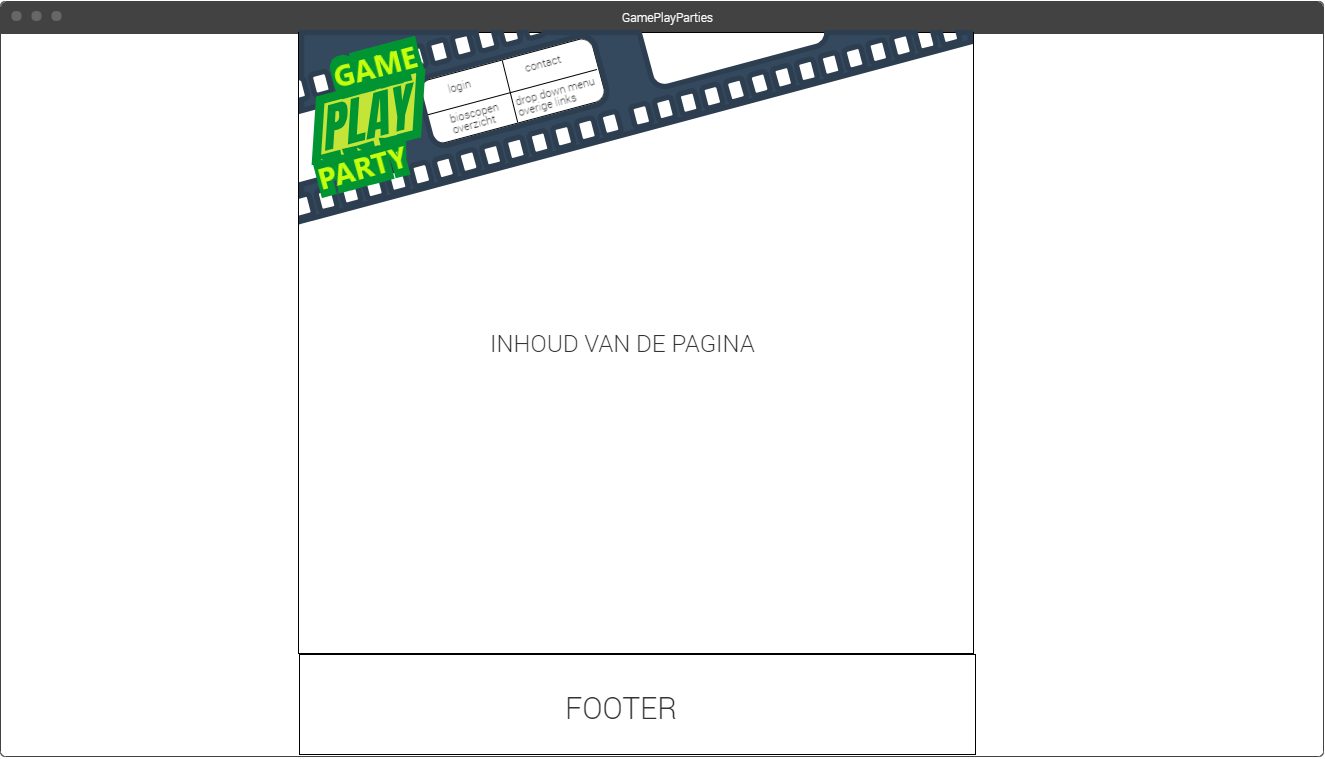 GamePlayParties
GAME
PLAY
PARTY
login
contact
bioscopen
overzicht
drop down menu
overige links
INHOUD VAN DE PAGINA
FOOTER